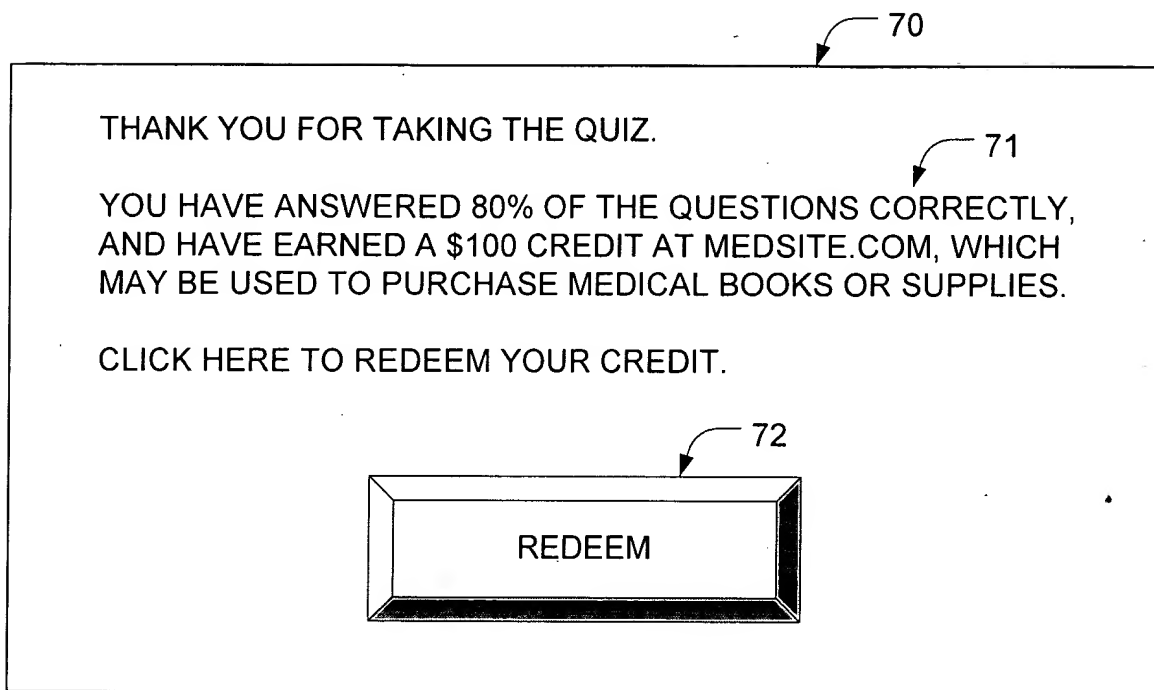 70
THANK YOU FOR TAKING THE QUIZ.
71
YOU HAVE ANSWERED 80% OF THE QUESTIONS CORRECTLY,
AND HAVE EARNED A $100 CREDIT AT MEDSITE.COM, WHICH
MAY BE USED TO PURCHASE MEDICAL BOOKS OR SUPPLIES.
CLICK HERE TO REDEEM YOUR CREDIT.
72
REDEEM